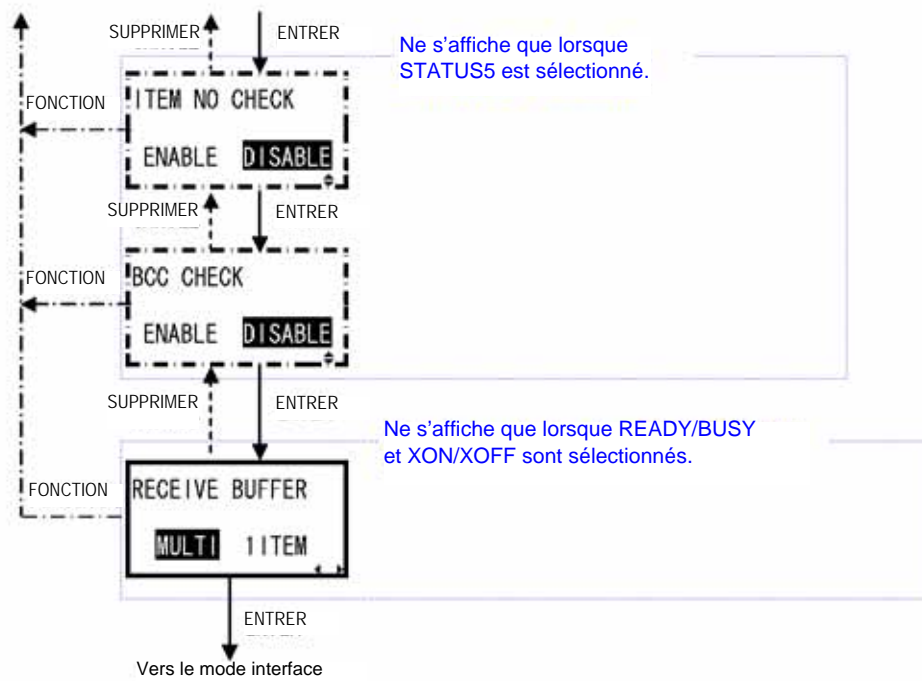 SUPPRIMER ENTRER
Ne s’affiche que lorsque
STATUS5 est sélectionné.
FONCTION
ITEM NO CHECK
ENABLE DISABLE
SUPPRIMER ENTRER
FONCTION
BCC CHECK
ENABLE DISABLE
SUPPRIMER ENTRER
Ne s’affiche que lorsque READY/BUSY
et XON/XOFF sont sélectionnés.
FONCTION
RECEIVE BUFFER
MULTI 1ITEM
ENTRER
Vers le mode interface